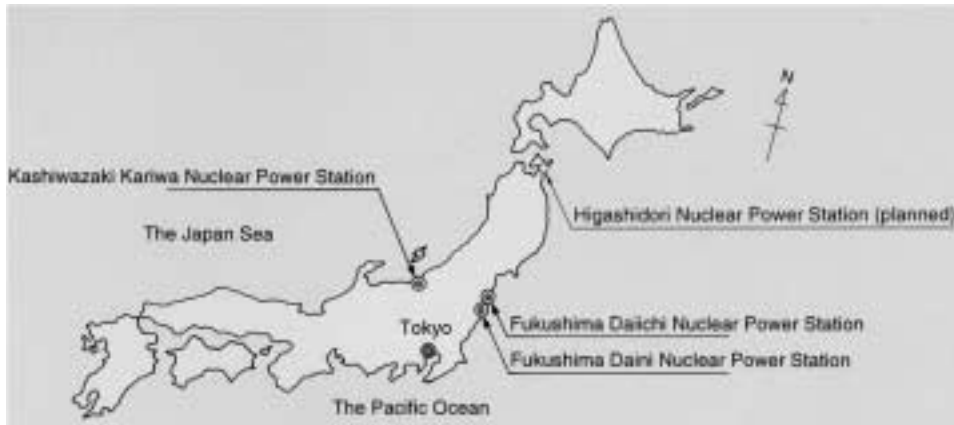 N
Kashiwazaki Kariwa Nuclear Power Station
Higashidori Nuclear Power Station (planned)
The Japan Sea
Tokyo
Fukushima Daiichi Nuclear Power Station
Fukushima Daini Nuclear Power Station
The Pacific Ocean